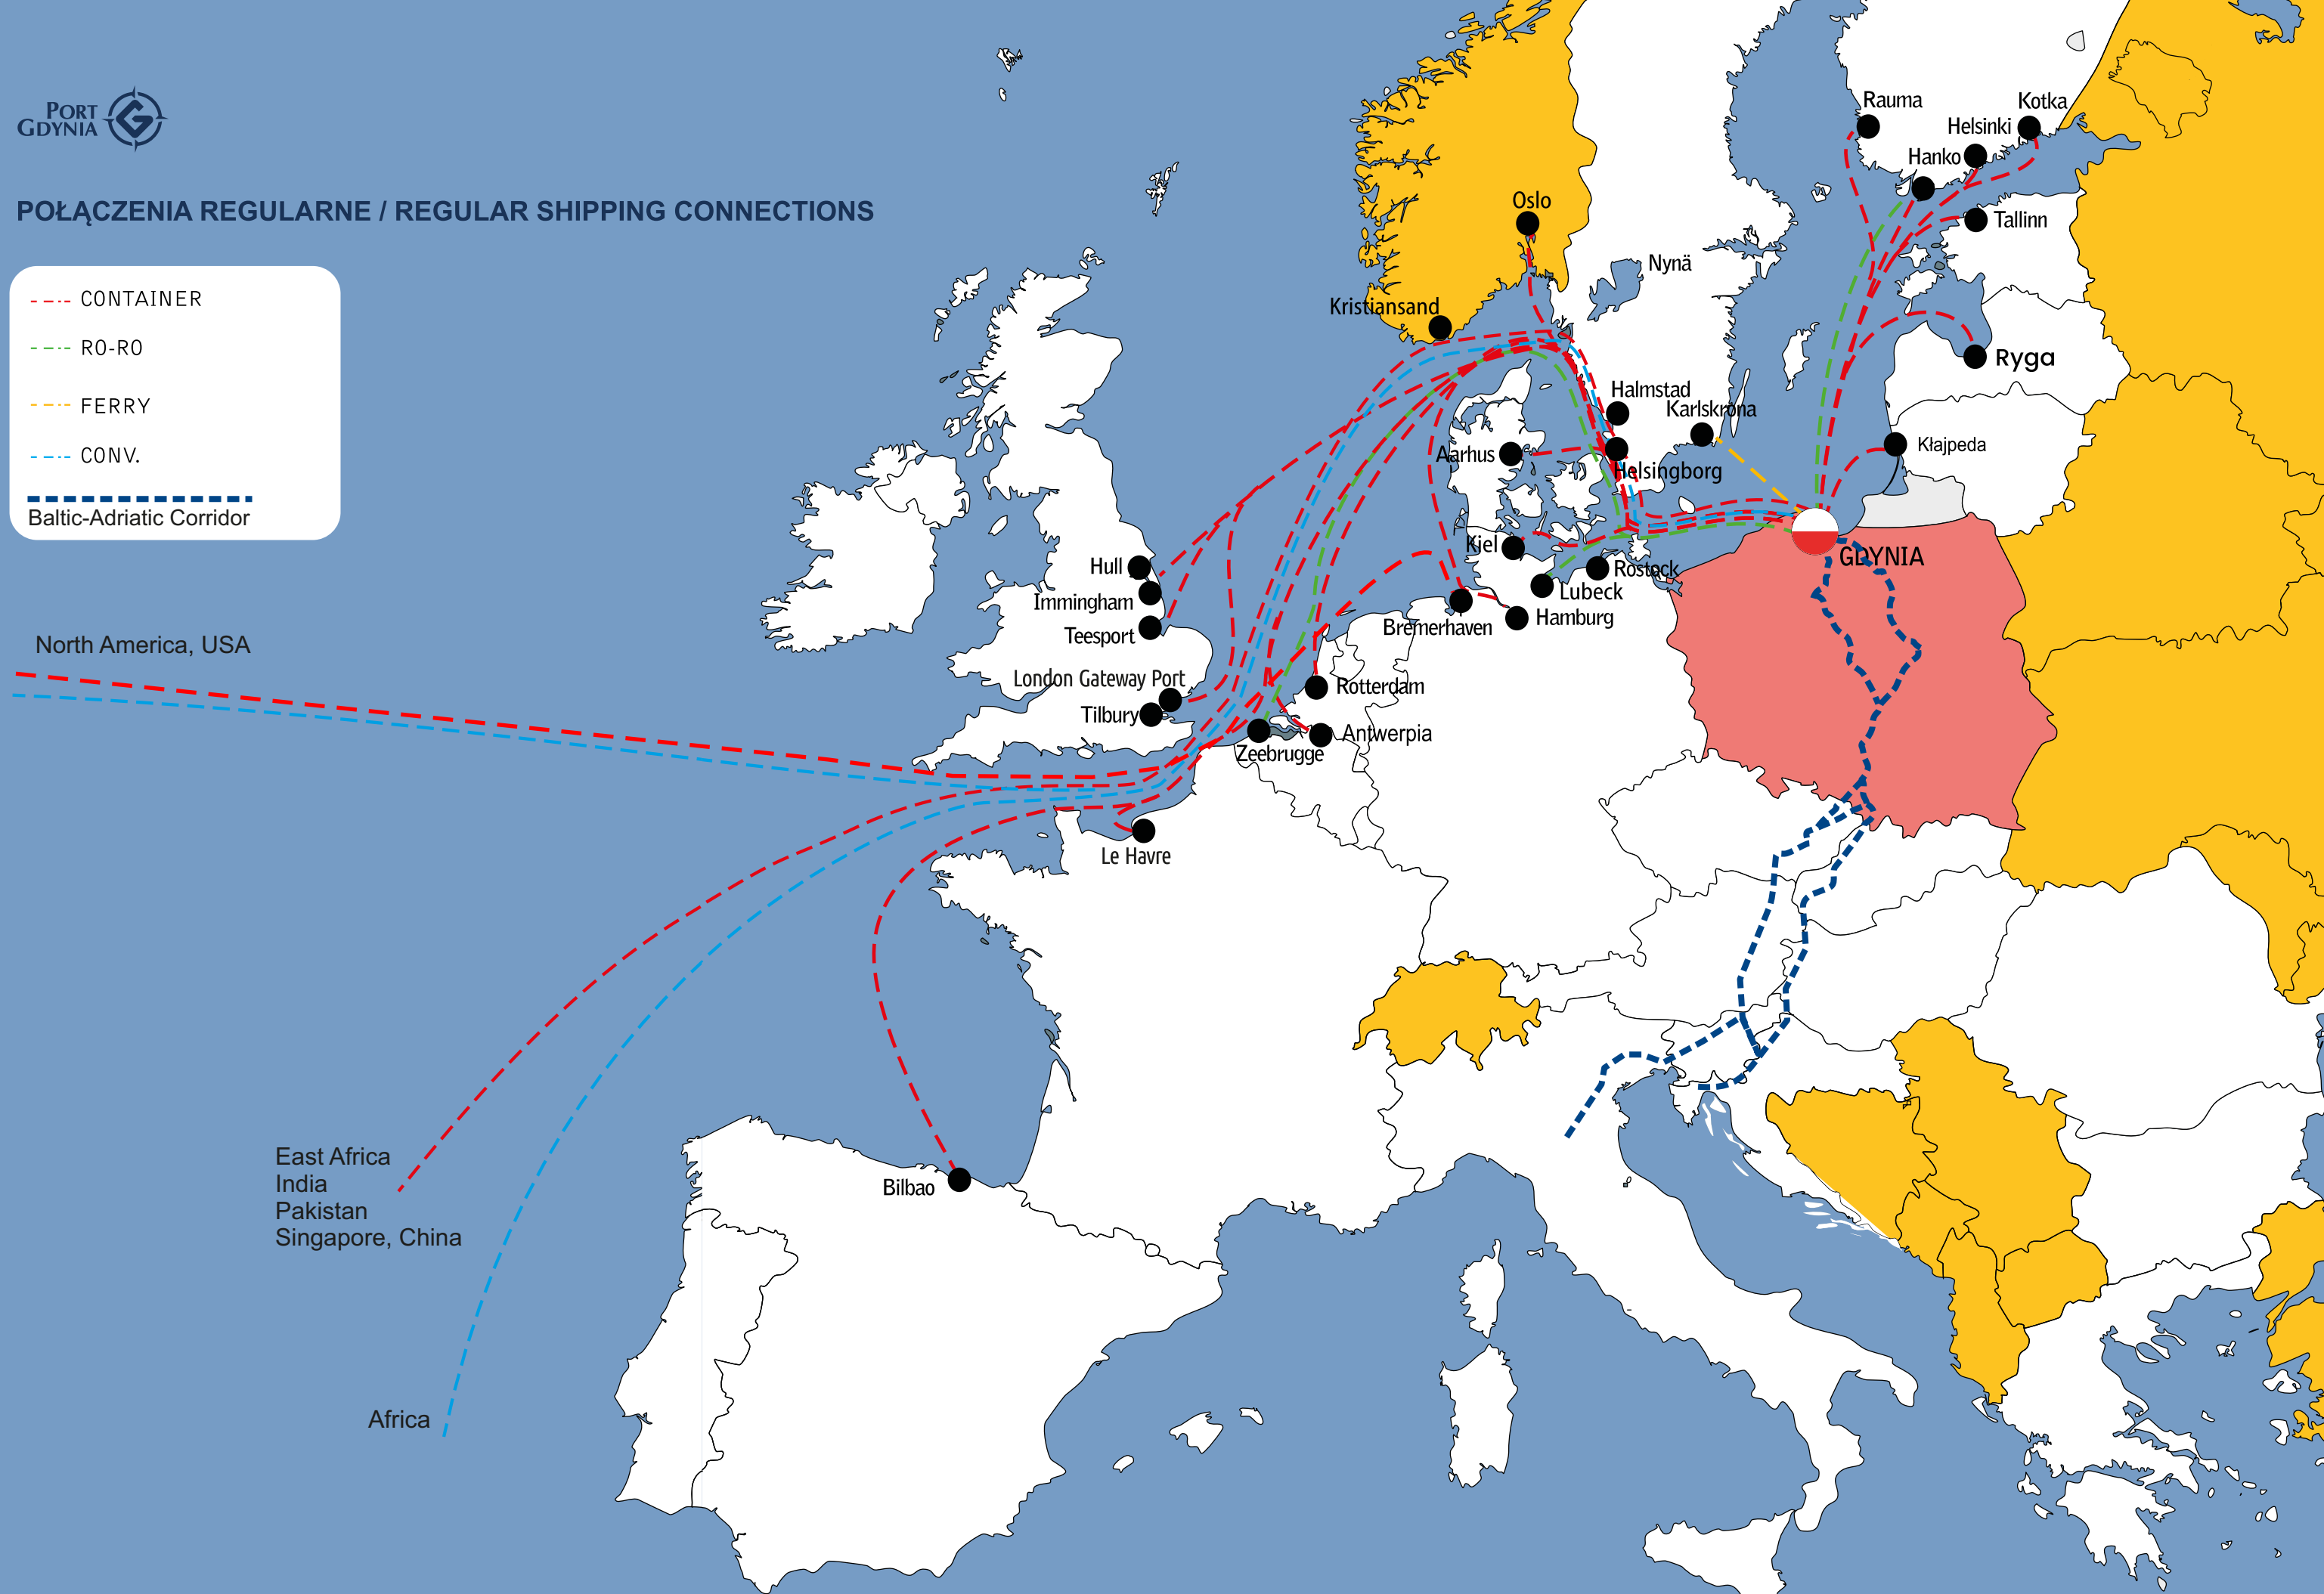 PORT
GDYNIA
POŁĄCZENIA REGULARNE / REGULAR SHIPPING CONNECTIONS
CONTAINER
RO-RO
FERRY
CONV.
Baltic-Adriatic Corridor
Rauma
Kotka
Helsinki
Hanko
Oslo
Tallinn
Nynä
Kristiansand
Ryga
Halmstad
Karlskrona
Kłajpeda
Aarhus
Helsingborg
Kiel
GDYNIA
Hull
Rostock
Lubeck
Immingham
Hamburg
Bremerhaven
Teesport
North America, USA
London Gateway Port
Rotterdam
Tilbury
Antwerpia
Zeebrugge
Le Havre
East Africa
India
Pakistan
Singapore, China
Bilbao
Africa